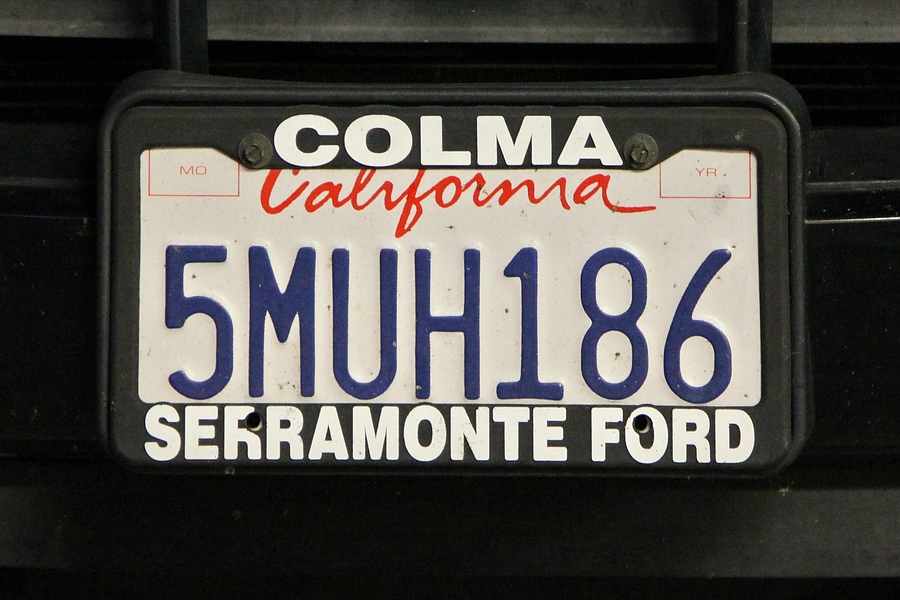 COLMA
MO California YR
5MUH186
SERRAMONTE FORD